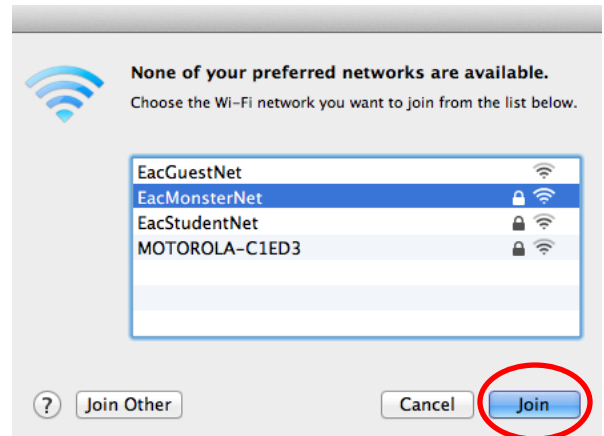 None of your preferred networks are available.
Choose the Wi-Fi network you want to join from the list below.
EacGuestNet
EacMonsterNet
EacStudentNet
MOTOROLA-C1ED3
? Join Other Cancel Join